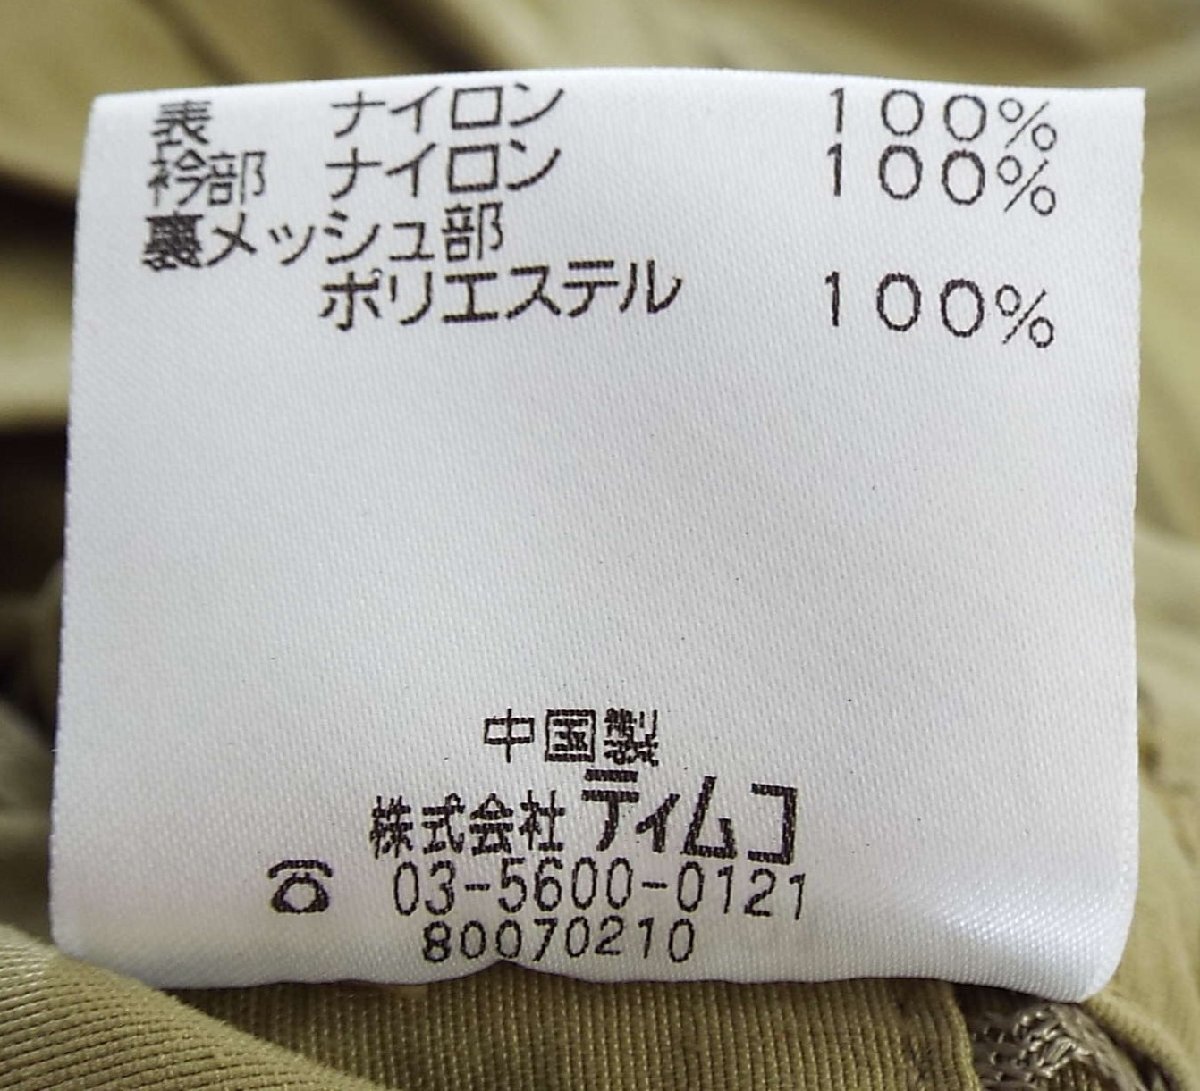 表 ナイロン 100%
衿部 ナイロン 100%
裏メッシュ部
ポリエステル 100%
中国製
株式会社 ティムコ
☎ 03-5600-0121
80070210